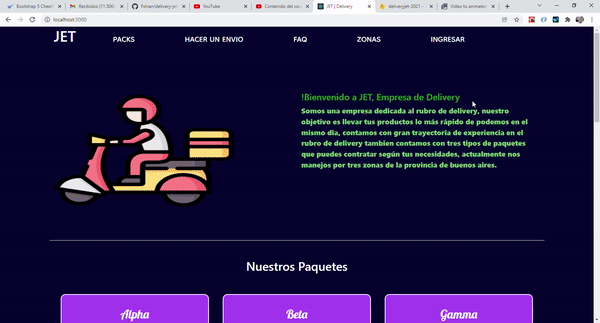 Bootstrap 5 Cheat
Recibidos (11.506)
Folvan/delivery-jet
YouTube
Contenido del can
JET | Delivery
deliveryjet-2021 -
Video to animated
localhost:3000
JET PACKS HACER UN ENVIO FAQ ZONAS INGRESAR
!Bienvenido a JET, Empresa de Delivery
Somos una empresa dedicada al rubro de delivery, nuestro
objetivo es llevar tus productos lo más rápido de podemos en el
mismo dia, contamos con gran trayectoria de experiencia en el
rubro de delivery tambien contamos con tres tipos de paquetes
que puedes contratar según tus necesidades, actualmente nos
manejos por tres zonas de la provincia de buenos aires.
Nuestros Paquetes
Alpha
Beta
Gamma